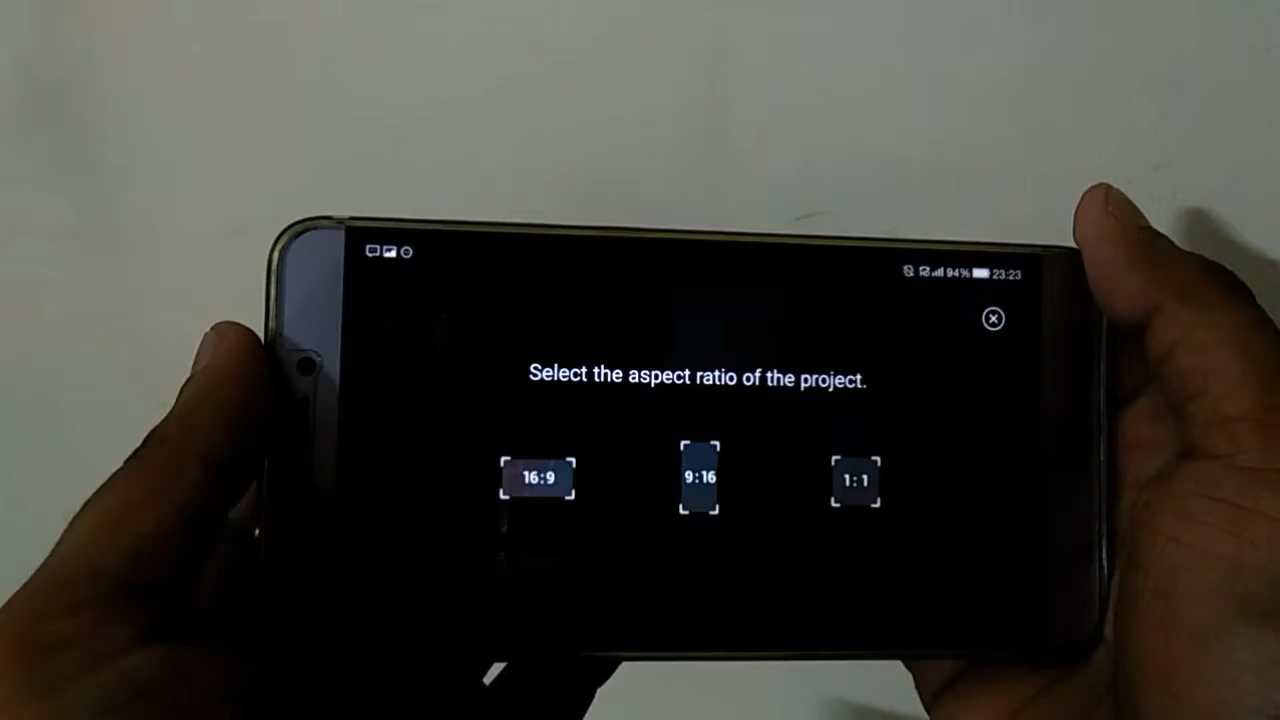 94% 23:23
Select the aspect ratio of the project.
16:9 9:16 1:1